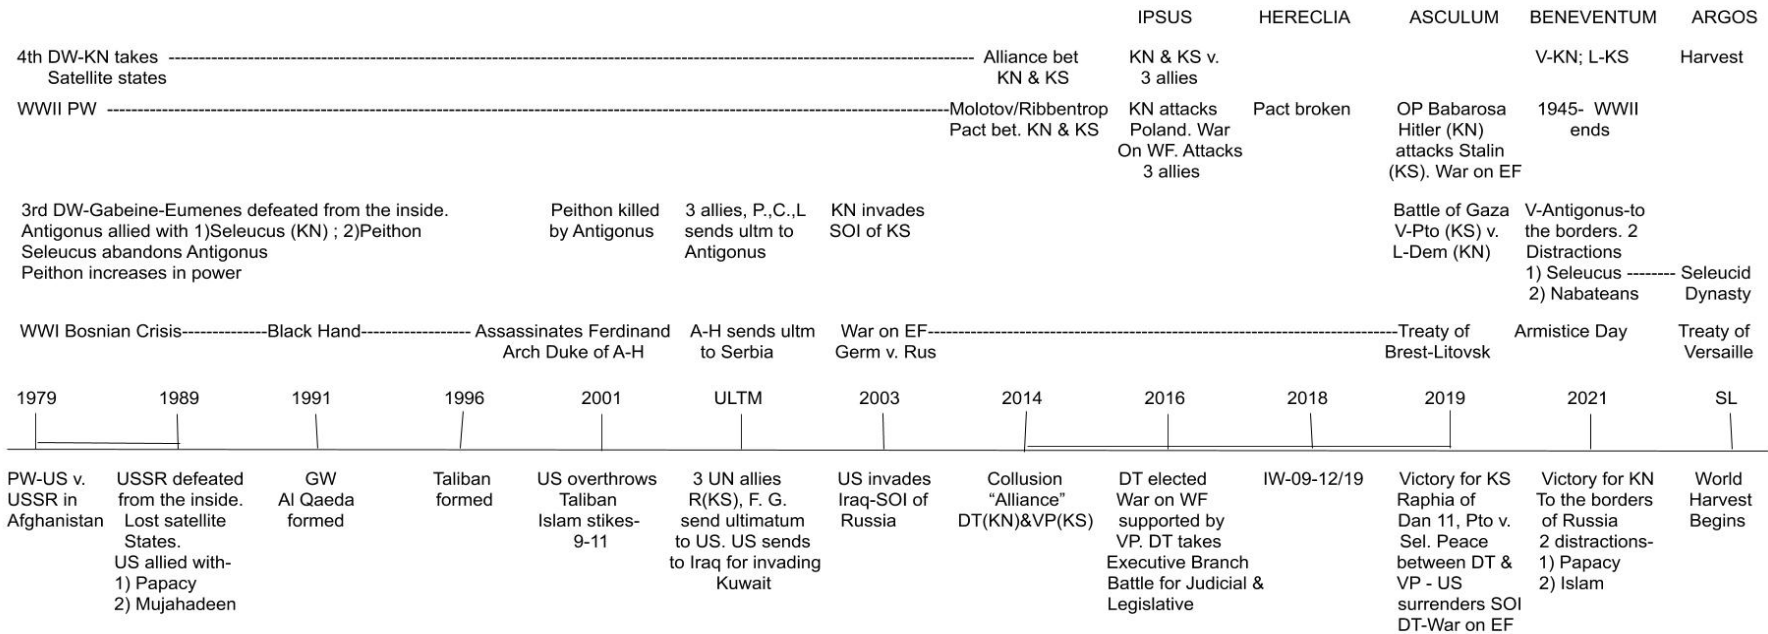 IPSUS HERECLIA ASCULUM BENEVENTUM ARGOS
4th DW-KN takes
Satellite states
Alliance bet
KN & KS
KN & KS v.
3 allies
V-KN; L-KS
Harvest
WWII PW
Molotov/Ribbentrop
Pact bet. KN & KS
KN attacks
Poland. War
On WF. Attacks
3 allies
Pact broken
OP Babarosa
Hitler (KN)
attacks Stalin
(KS). War on EF
1945- WWII
ends
3rd DW-Gabeine-Eumenes defeated from the inside.
Antigonus allied with 1)Seleucus (KN) ; 2)Peithon
Seleucus abandons Antigonus
Peithon increases in power
Peithon killed
by Antigonus
3 allies, P.,C.,L
sends ultm to
Antigonus
KN invades
SOI of KS
Battle of Gaza
V-Pto (KS) v.
L-Dem (KN)
V-Antigonus-to
the borders. 2
Distractions
1) Seleucus -------- Seleucid
2) Nabateans
Dynasty
WWI Bosnian Crisis--------------Black Hand------------------ Assassinates Ferdinand
Arch Duke of A-H
A-H sends ultm
to Serbia
War on EF
Germ v. Rus
Treaty of
Brest-Litovsk
Armistice Day
Treaty of
Versaille
1979 1989 1991 1996 2001 ULTM 2003 2014 2016 2018 2019 2021 SL
PW-US v.
USSR in
Afghanistan
USSR defeated
from the inside.
Lost satellite
States.
US allied with-
1) Papacy
2) Mujahadeen
GW
Al Qaeda
formed
Taliban
formed
US overthrows
Taliban
Islam stikes-
9-11
3 UN allies
R(KS), F. G.
send ultimatum
to US. US sends
to Iraq for invading
Kuwait
US invades
Iraq-SOI of
Russia
Collusion
“Alliance”
DT(KN)&VP(KS)
DT elected
War on WF
supported by
VP. DT takes
Executive Branch
Battle for Judicial &
Legislative
IW-09-12/19
Victory for KS
Raphia of
Dan 11, Pto v.
Sel. Peace
between DT &
VP - US
surrenders SOI
DT-War on EF
Victory for KN
To the borders
of Russia
2 distractions-
1) Papacy
2) Islam
World
Harvest
Begins